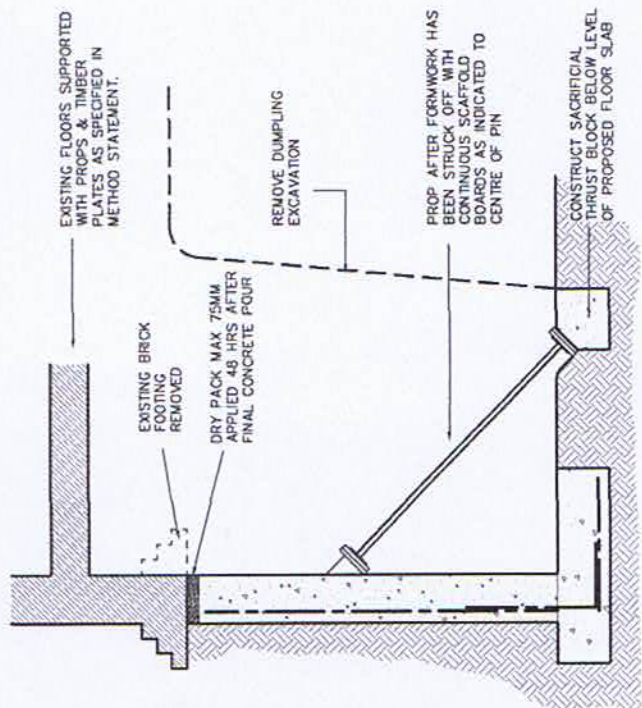 EXISTING FLOORS SUPPORTED
WITH PROPS & TIMBER
PLATES AS SPECIFIED IN
METHOD STATEMENT.
EXISTING BRICK
FOOTING
REMOVED
DRY PACK MAX 75MM
APPLIED 48 HRS AFTER
FINAL CONCRETE POUR
REMOVE DUMPLING
EXCAVATION
PROP AFTER FORMWORK HAS
BEEN STRUCK OFF WITH
CONTINUOUS SCAFFOLD
BOARDS AS INDICATED TO
CENTRE OF PIN
CONSTRUCT SACRIFICIAL
THRUST BLOCK BELOW LEVEL
OF PROPOSED FLOOR SLAB